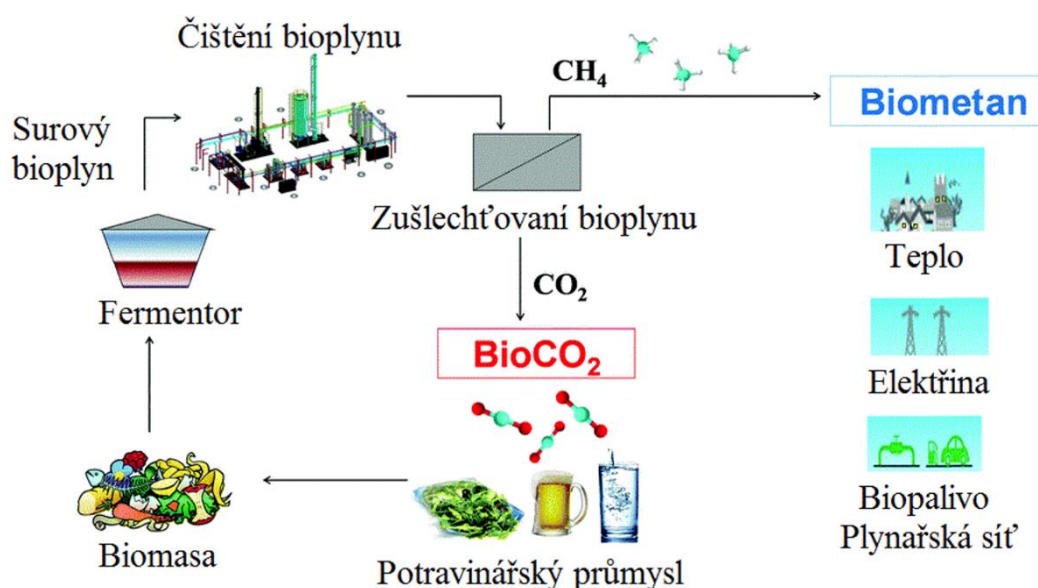 Čištění bioplynu
CH₄
Biometan
Surový
bioplyn
Zušlechťovaní bioplynu
Teplo
CO₂
Fermentor
BioCO₂
Elektřina
Biopalivo
Plynařská síť
Biomasa
Potravinářský průmysl